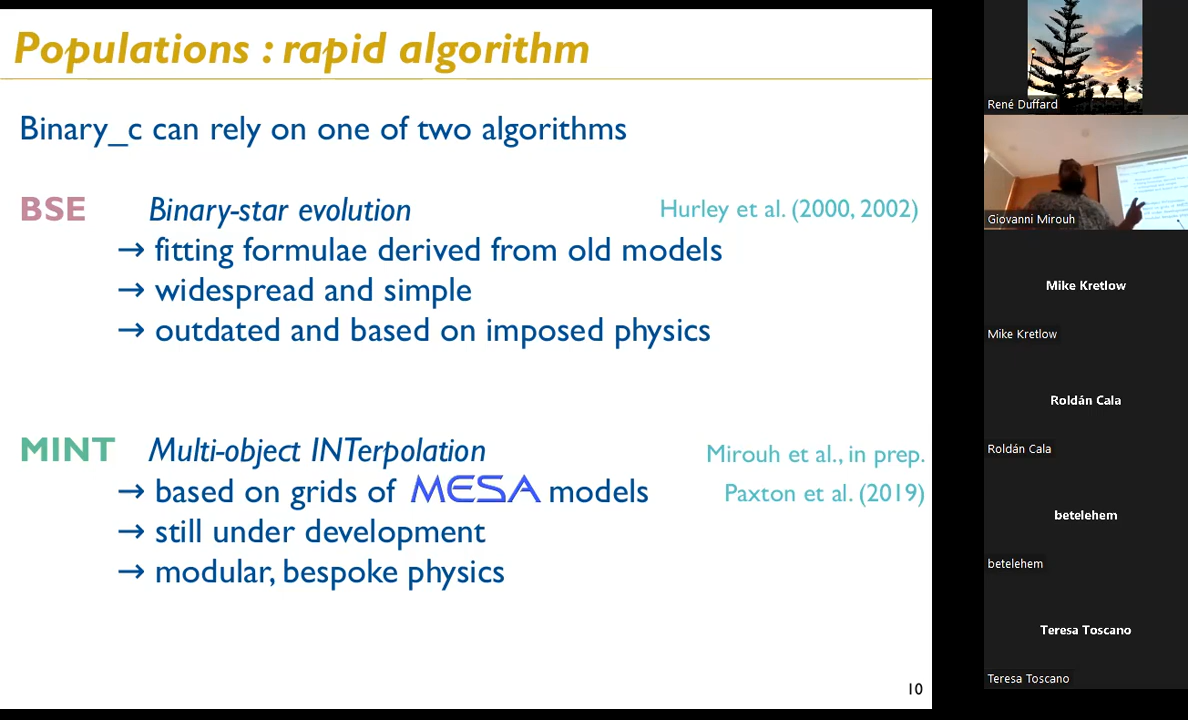 Populations : rapid algorithm
Binary_c can rely on one of two algorithms
BSE Binary-star evolution Hurley et al. (2000, 2002)
→ fitting formulae derived from old models
→ widespread and simple
→ outdated and based on imposed physics
MINT Multi-object INTerpolation Mirouh et al., in prep.
→ based on grids of MESA models Paxton et al. (2019)
→ still under development
→ modular, bespoke physics
10
René Duffard
Giovanni Mirouh
Mike Kretlow
Mike Kretlow
Roldán Cala
Roldán Cala
betelehem
betelehem
Teresa Toscano
Teresa Toscano